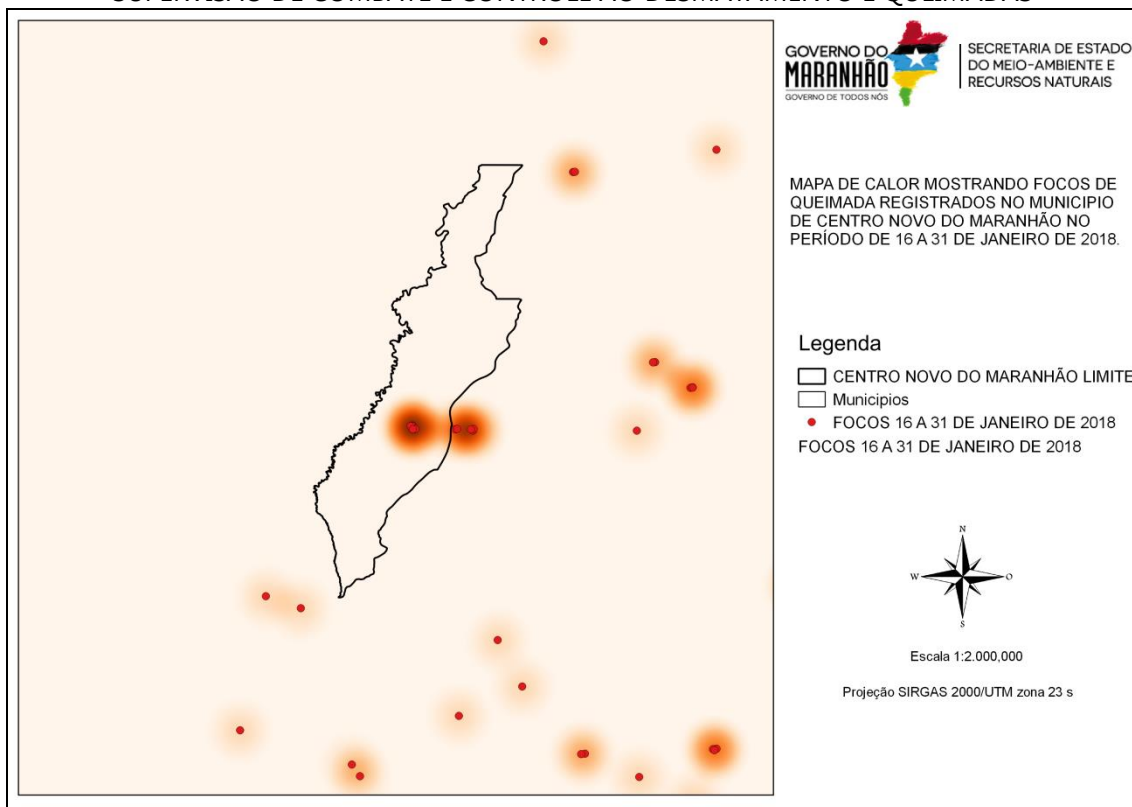 GOVERNO DO
MARANHÃO
GOVERNO DE TODOS NÓS
SECRETARIA DE ESTADO
DO MEIO-AMBIENTE E
RECURSOS NATURAIS
MAPA DE CALOR MOSTRANDO FOCOS DE
QUEIMADA REGISTRADOS NO MUNICIPIO
DE CENTRO NOVO DO MARANHÃO NO
PERÍODO DE 16 A 31 DE JANEIRO DE 2018.
Legenda
CENTRO NOVO DO MARANHÃO LIMITE
Municipios
FOCOS 16 A 31 DE JANEIRO DE 2018
FOCOS 16 A 31 DE JANEIRO DE 2018
N
W O
S
Escala 1:2.000,000
Projeção SIRGAS 2000/UTM zona 23 s